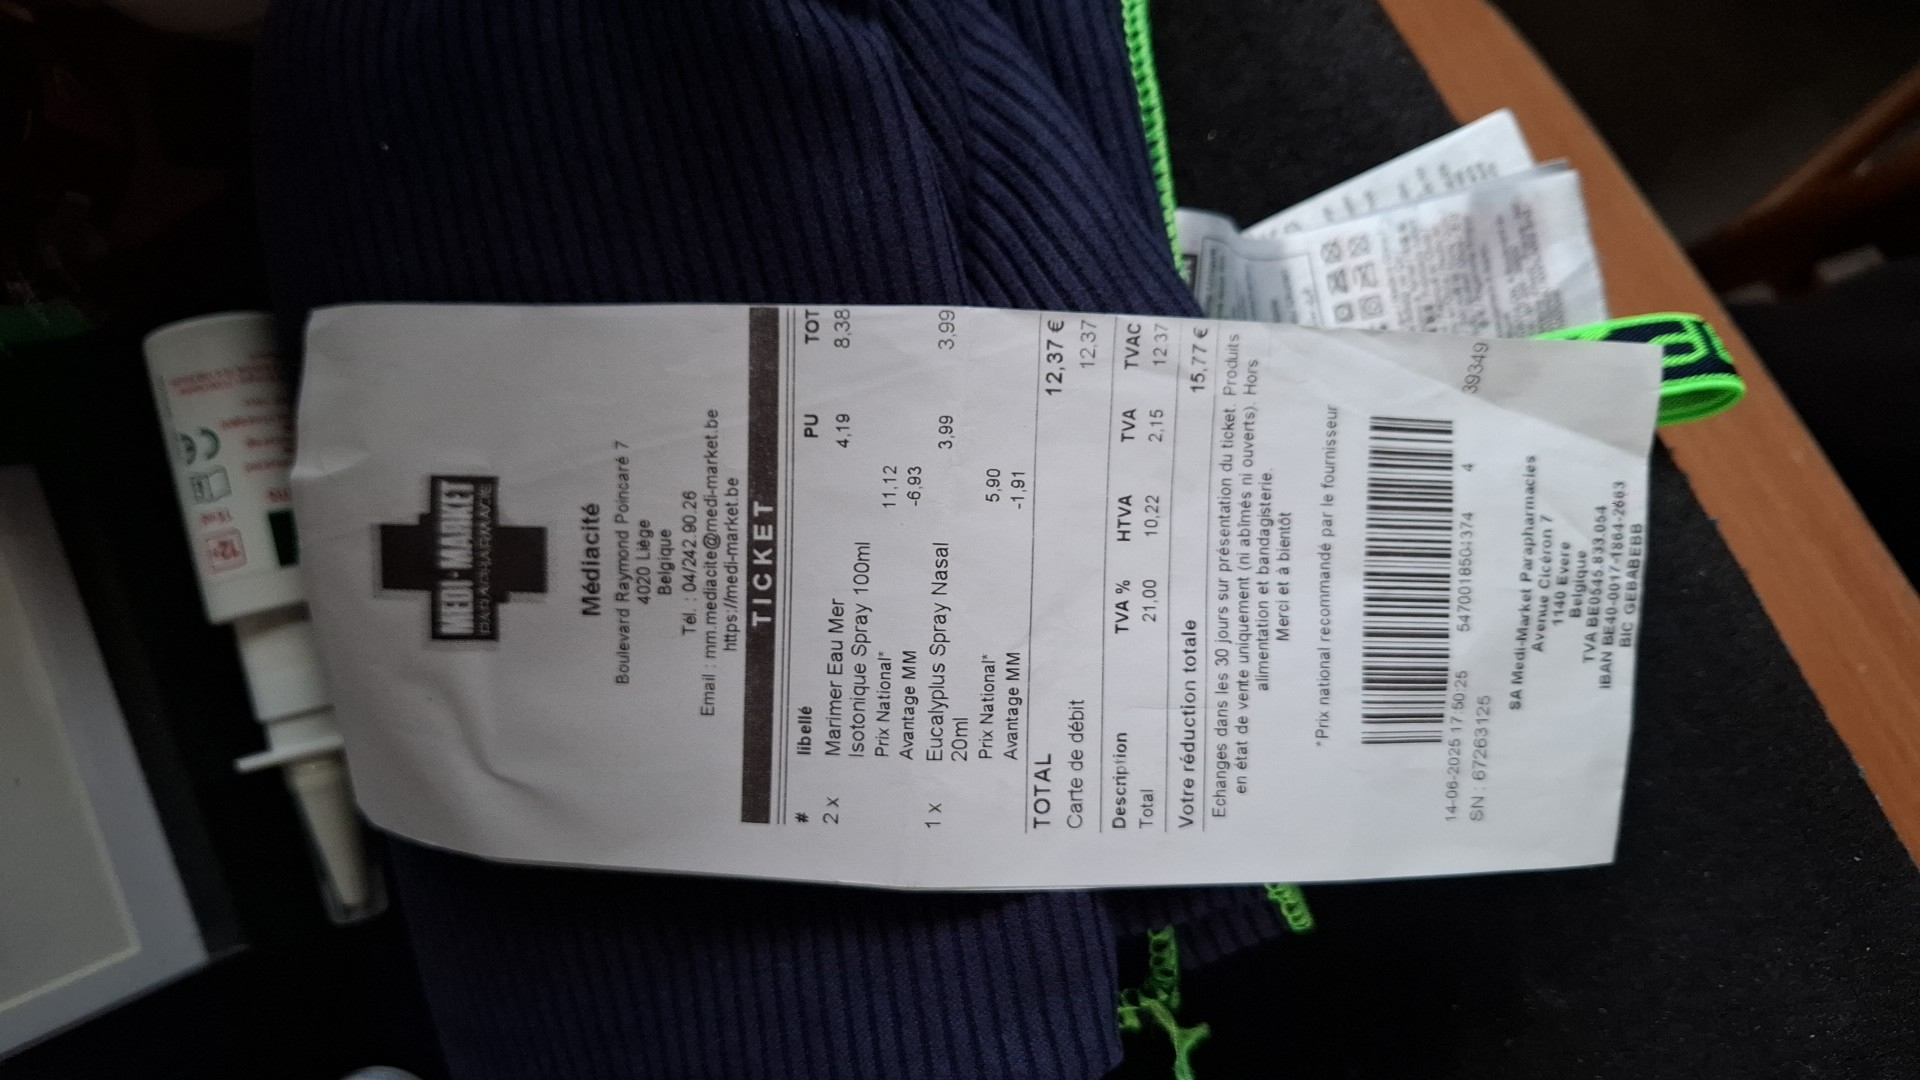 MEDI-MARKET
PARAPHARMACIE
Médiacité
Boulevard Raymond Poincaré 7
4020 Liège
Belgique
Tél. : 04/242.90.26
Email : mm.mediacite@medi-market.be
https://medi-market.be
TICKET
# libellé PU TOT
2 x Marimer Eau Mer 4,19 8,38
Isotonique Spray 100ml
Prix National* 11,12
Avantage MM -6,93
1 x Eucalyplus Spray Nasal 3,99 3,99
20ml
Prix National* 5,90
Avantage MM -1,91
TOTAL 12,37 €
Carte de débit 12,37
Description TVA % HTVA TVA TVAC
Total 21,00 10,22 2,15 12,37
Votre réduction totale 15,77 €
Echanges dans les 30 jours sur présentation du ticket. Produits
en état de vente uniquement (ni abîmés ni ouverts). Hors
alimentation et bandagisterie.
Merci et à bientôt
*Prix national recommandé par le fournisseur
14-06-2025 17:50:25 5470018504374 4 39349
SN : 67263125
SA Medi-Market Parapharmacies
Avenue Cicéron 7
1140 Evere
Belgique
TVA BE0545.833.054
IBAN BE40-0017-1864-2663
BIC GEBABEBB